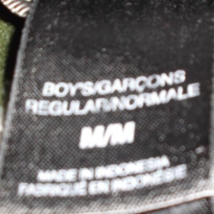 BOYS/GARÇONS
REGULAR/NORMALE
M/M
MADE IN INDONESIA
FABRIQUÉ EN INDONÉSIE